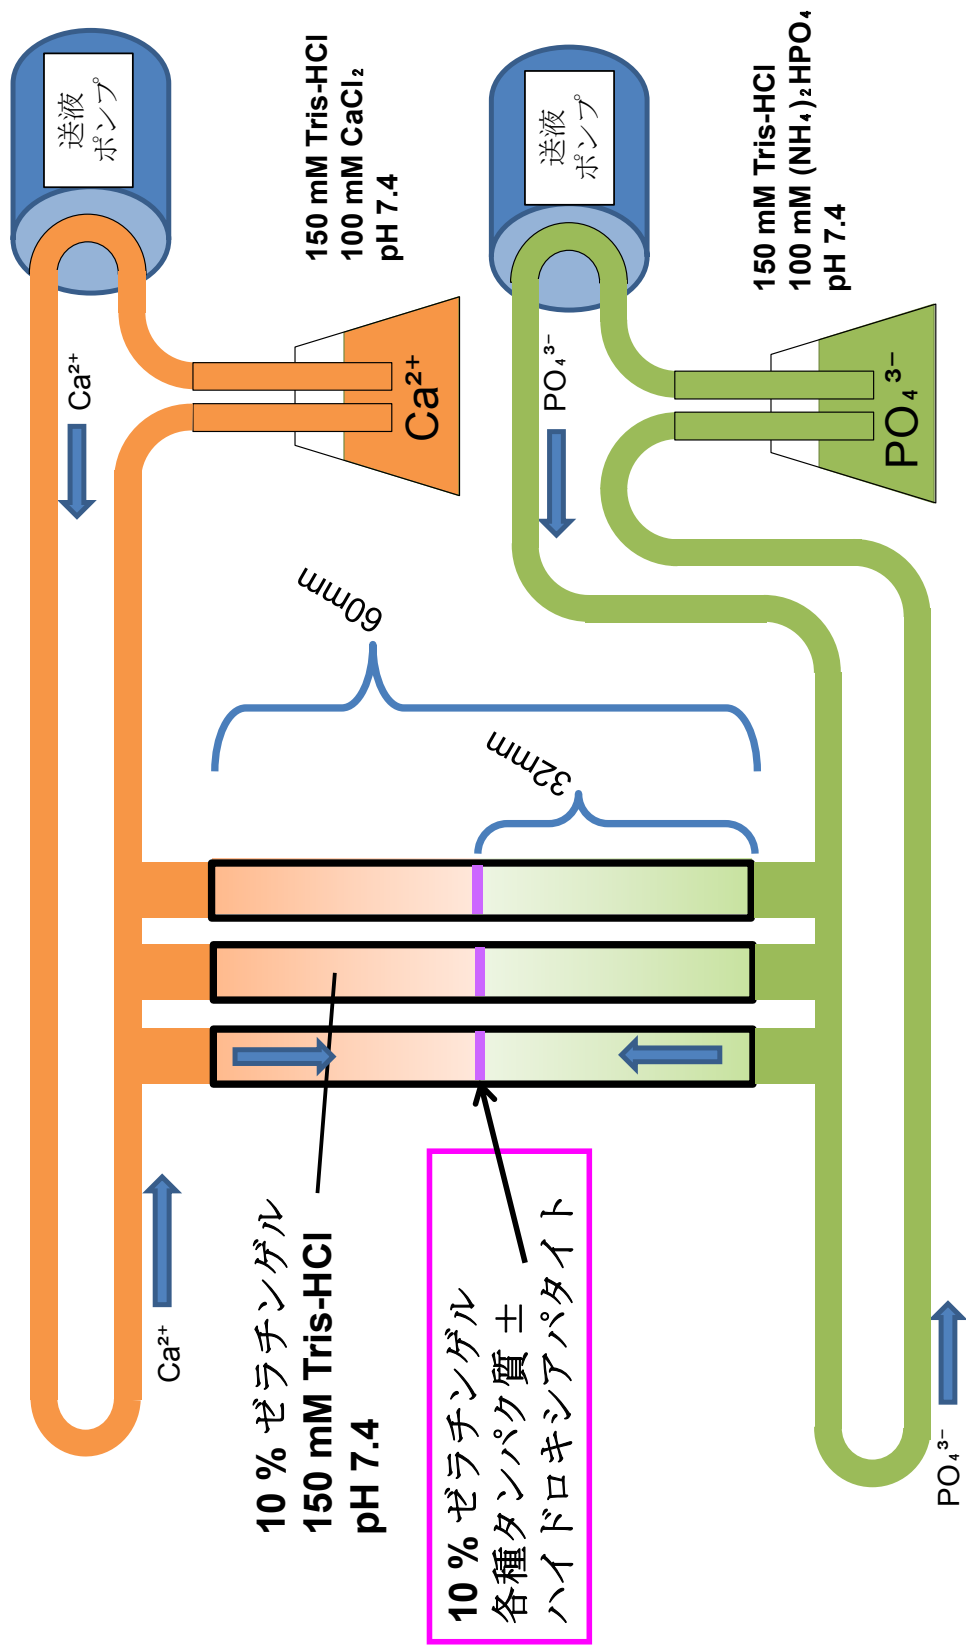 送液
ポンプ
150 mM Tris-HCl
100 mM CaCl₂
pH 7.4
Ca²⁺
Ca²⁺
送液
ポンプ
150 mM Tris-HCl
100 mM (NH₄)₂HPO₄
pH 7.4
PO₄³⁻
PO₄³⁻
60mm
32mm
Ca²⁺
10 % ゼラチンゲル
150 mM Tris-HCl
pH 7.4
10 % ゼラチンゲル
各種タンパク質 ±
ハイドロキシアパタイト
PO₄³⁻